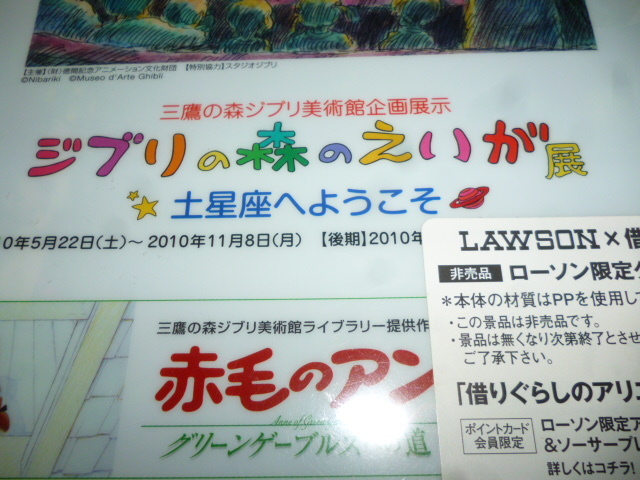 【主催】(財)徳間記念アニメーション文化財団 【特別協力】スタジオジブリ
©Nibariki ©Museo d'Arte Ghibli
三鷹の森ジブリ美術館企画展示
ジブリの森のえいが展
土星座へようこそ
10年5月22日(土)～2010年11月8日(月) 【後期】2010年
三鷹の森ジブリ美術館ライブラリー提供作
赤毛のアン
Anne of Green
グリーンゲーブルズ 道
LAWSON×借
非売品 ローソン限定ク
*本体の材質はPPを使用して
・この景品は非売品です。
・景品は無くなり次第終了とさせ
ご了承下さい。
「借りぐらしのアリエ
ポイントカード会員限定 ローソン限定ア
&ソーサープレ
詳しくはコチラ!